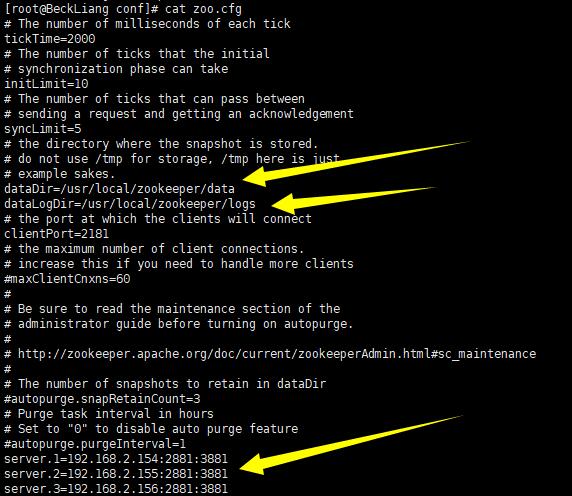 [root@BeckLiang conf]# cat zoo.cfg
# The number of milliseconds of each tick
tickTime=2000
# The number of ticks that the initial
# synchronization phase can take
initLimit=10
# The number of ticks that can pass between
# sending a request and getting an acknowledgement
syncLimit=5
# the directory where the snapshot is stored.
# do not use /tmp for storage, /tmp here is just
# example sakes.
dataDir=/usr/local/zookeeper/data
dataLogDir=/usr/local/zookeeper/logs
# the port at which the clients will connect
clientPort=2181
# the maximum number of client connections.
# increase this if you need to handle more clients
#maxClientCnxns=60
#
# Be sure to read the maintenance section of the
# administrator guide before turning on autopurge.
#
# http://zookeeper.apache.org/doc/current/zookeeperAdmin.html#sc_maintenance
#
# The number of snapshots to retain in dataDir
#autopurge.snapRetainCount=3
# Purge task interval in hours
# Set to "0" to disable auto purge feature
#autopurge.purgeInterval=1
server.1=192.168.2.154:2881:3881
server.2=192.168.2.155:2881:3881
server.3=192.168.2.156:2881:3881